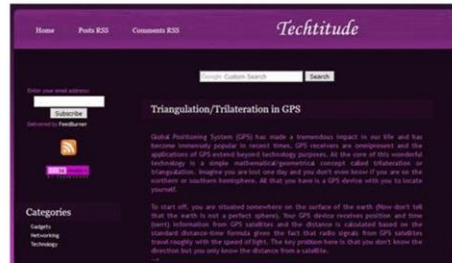 Home Posts RSS Comments RSS
Techtitude
Google Custom Search Search
Enter your email address:
Subscribe
Delivered by FeedBurner
Triangulation/Trilateration in GPS
Global Positioning System (GPS) has made a tremendous impact in our life and has
become immensely popular in recent times. GPS receivers are omnipresent and the
applications of GPS extend beyond technology purposes. At the core of this wonderful
technology is a simple mathematical/geometrical concept called trilateration or
triangulation. Imagine you are lost one day and you don't even know if you are on the
northern or southern hemisphere. All that you have is a GPS device with you to locate
yourself.
To start off, you are situated somewhere on the surface of the earth (Now don't tell
that the earth is not a perfect sphere). Your GPS device receives position and time
(sent) information from GPS satellites and the distance is calculated based on the
standard distance-time formula given the fact that radio signals from GPS satellites
travel roughly with the speed of light. The key problem here is that you don't know the
direction but you only know the distance from a satellite.
Categories
Gadgets
Networking
Technology